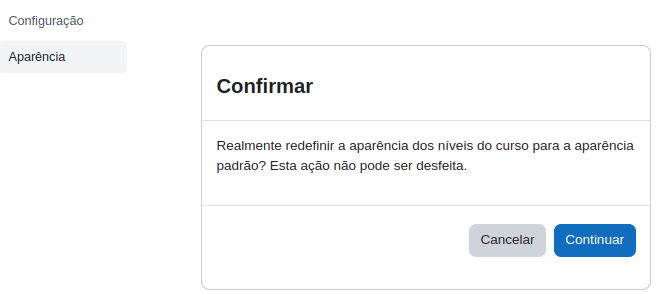 Configuração
Aparência
Confirmar
Realmente redefinir a aparência dos níveis do curso para a aparência
padrão? Esta ação não pode ser desfeita.
Cancelar
Continuar